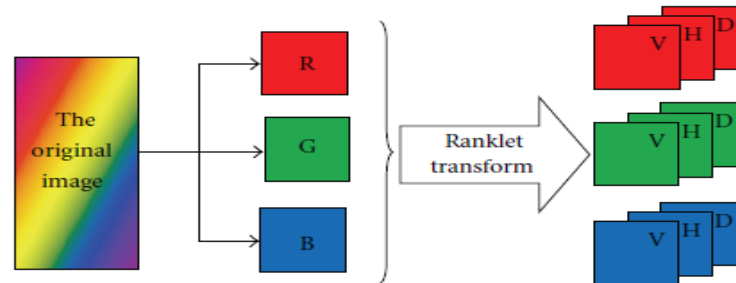 The
original
image
R
G
B
Ranklet
transform
V H D
V H D
V H D